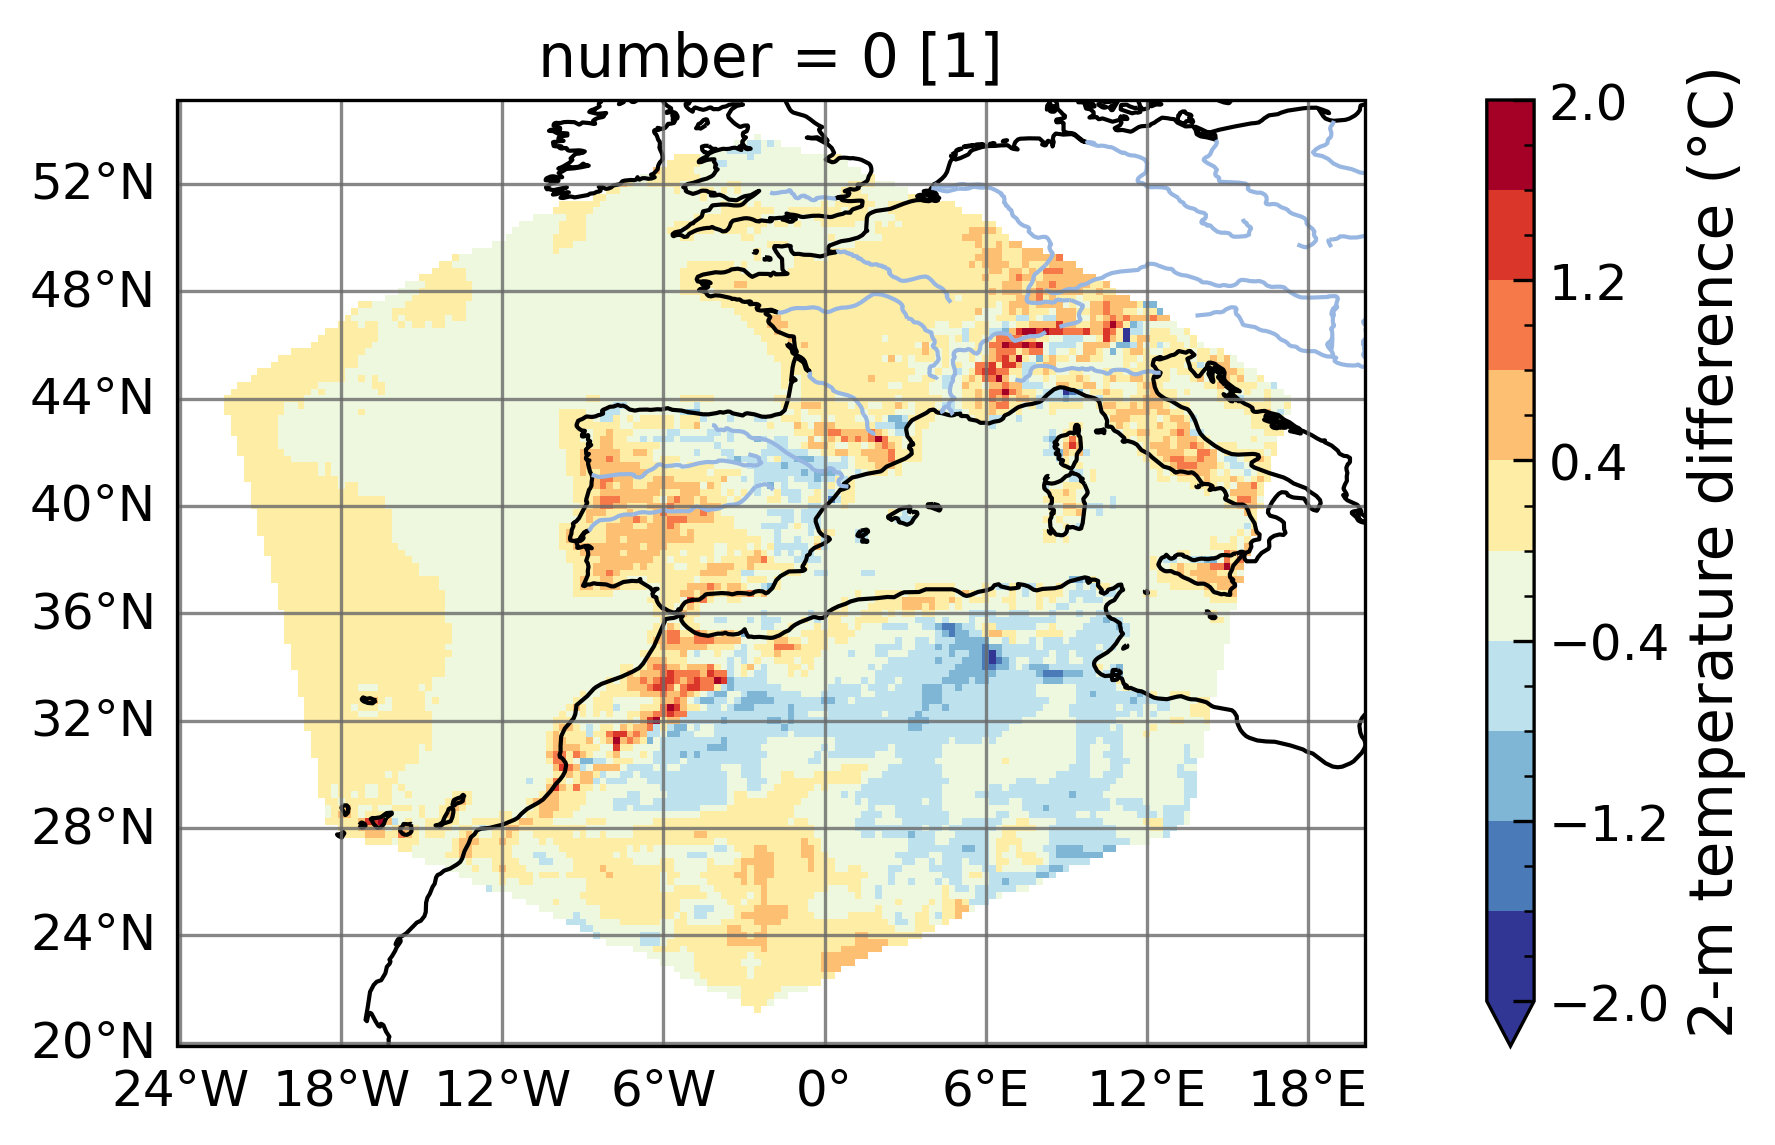 number = 0 [1]
52°N
48°N
44°N
40°N
36°N
32°N
28°N
24°N
20°N
24°W 18°W 12°W 6°W 0° 6°E 12°E 18°E
2.0
1.2
0.4
−0.4
−1.2
−2.0
2-m temperature difference (°C)